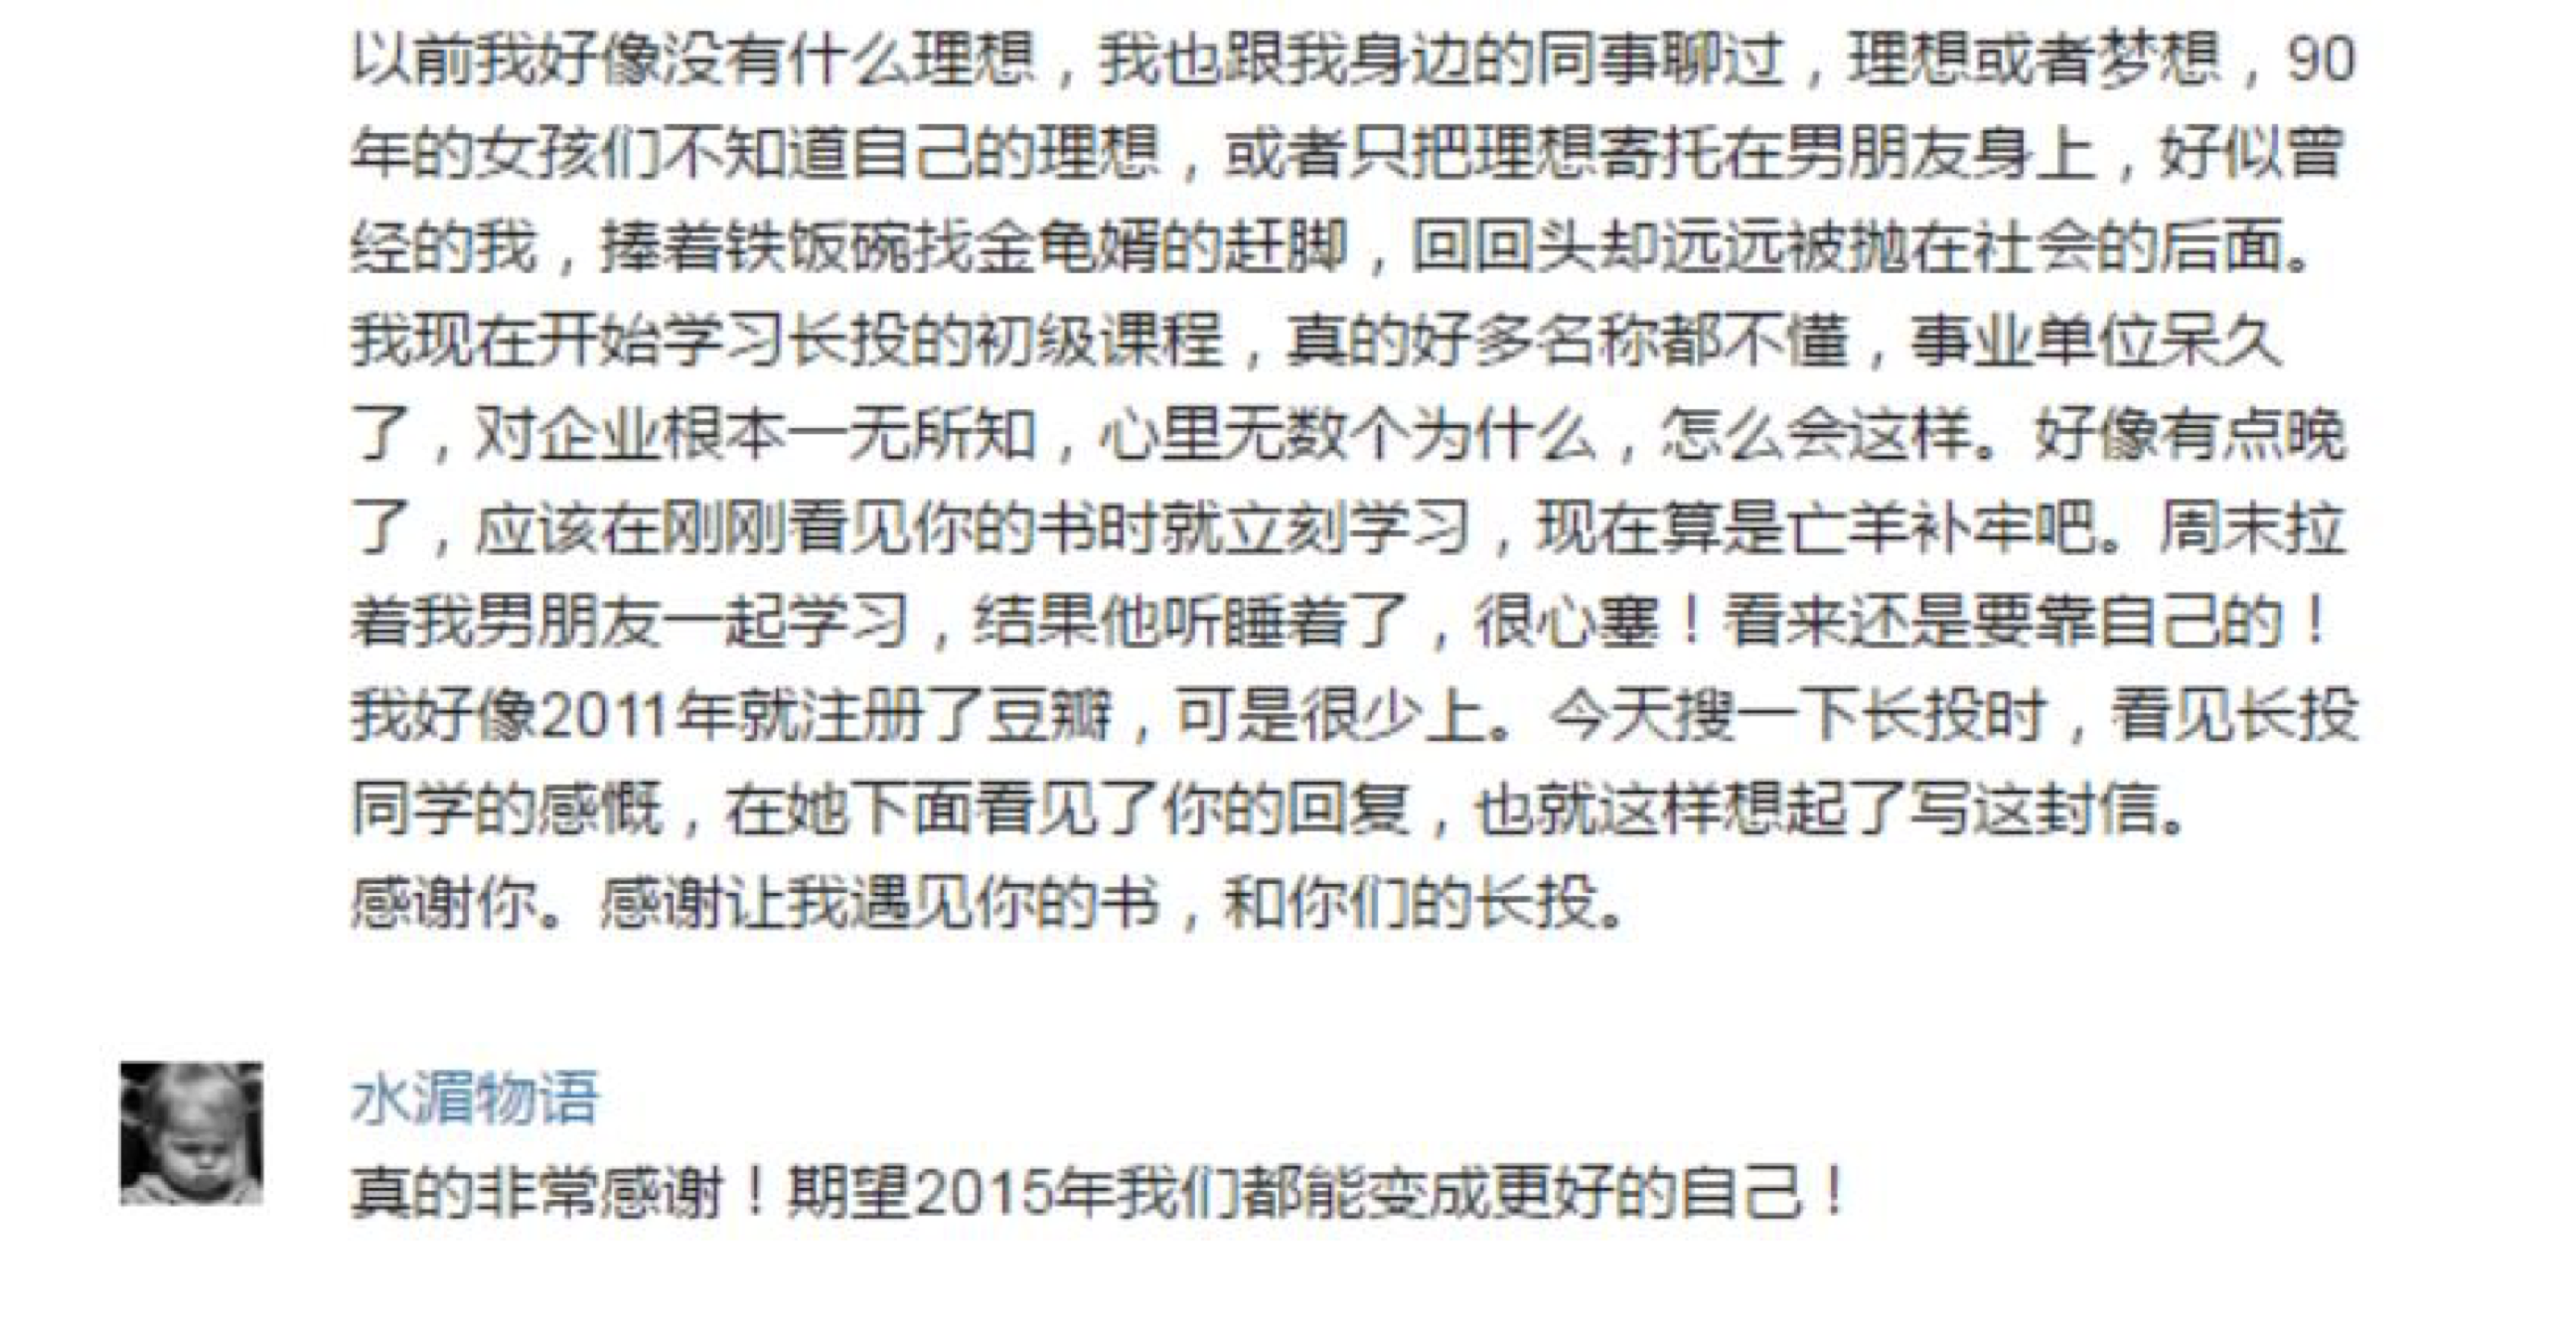 以前我好像没有什么理想，我也跟我身边的同事聊过，理想或者梦想，90
年的女孩们不知道自己的理想，或者只把理想寄托在男朋友身上，好似曾
经的我，捧着铁饭碗找金龟婿的赶脚，回回头却远远被抛在社会的后面。
我现在开始学习长投的初级课程，真的好多名称都不懂，事业单位呆久
了，对企业根本一无所知，心里无数个为什么，怎么会这样。好像有点晚
了，应该在刚刚看见你的书时就立刻学习，现在算是亡羊补牢吧。周末拉
着我男朋友一起学习，结果他听睡着了，很心塞！看来还是要靠自己的！
我好像2011年就注册了豆瓣，可是很少上。今天搜一下长投时，看见长投
同学的感慨，在她下面看见了你的回复，也就这样想起了写这封信。
感谢你。感谢让我遇见你的书，和你们的长投。
水湄物语
真的非常感谢！期望2015年我们都能变成更好的自己！